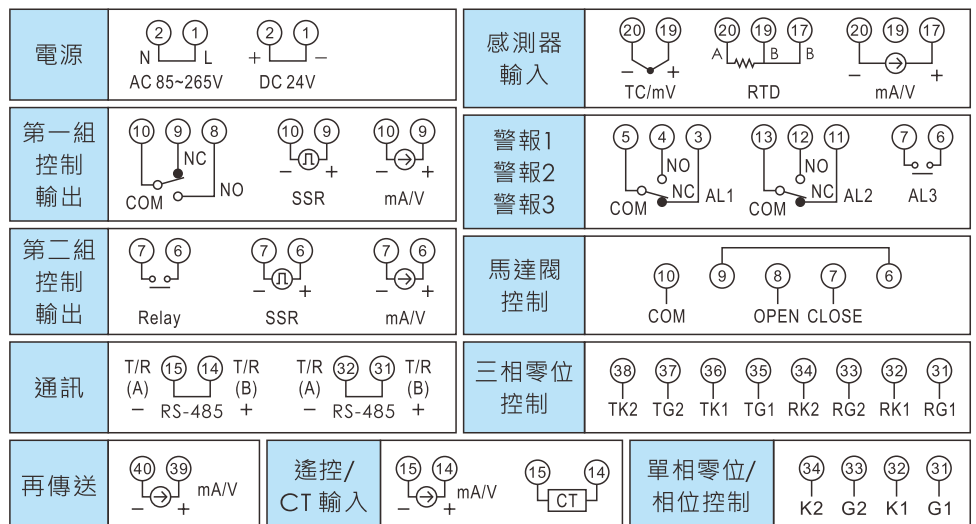 電源
2 1
N L
AC 85~265V
2 1
+ −
DC 24V
感測器
輸入
20 19
− +
TC/mV
20 19 17
A B B
RTD
20 19 17
− +
mA/V
第一組
控制
輸出
10 9 8
NC
COM NO
10 9
− +
SSR
10 9
− +
mA/V
警報1
警報2
警報3
5 4 3
NO
NC AL1
COM
13 12 11
NO
NC AL2
COM
7 6
AL3
第二組
控制
輸出
7 6
Relay
7 6
− +
SSR
7 6
− +
mA/V
馬達閥
控制
10 9 8 7 6
COM OPEN CLOSE
通訊
T/R 15 14 T/R
(A) (B)
− RS-485 +
T/R 32 31 T/R
(A) (B)
− RS-485 +
三相零位
控制
38 37 36 35 34 33 32 31
TK2 TG2 TK1 TG1 RK2 RG2 RK1 RG1
再傳送
40 39
mA/V
− +
遙控/
CT 輸入
15 14
mA/V
− +
15 14
CT
單相零位/
相位控制
34 33 32 31
K2 G2 K1 G1